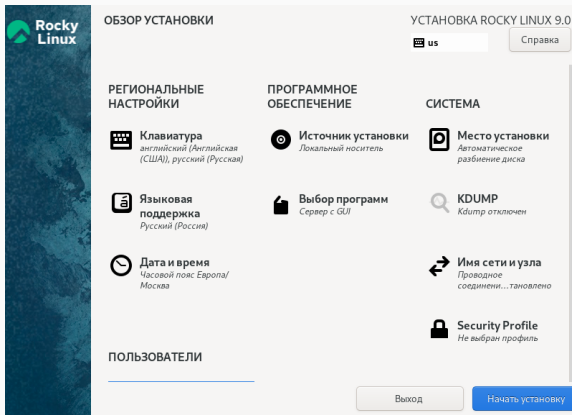 Rocky
Linux
ОБЗОР УСТАНОВКИ
УСТАНОВКА ROCKY LINUX 9.0
us
Справка
РЕГИОНАЛЬНЫЕ
НАСТРОЙКИ
Клавиатура
английский (Английская
(США)), русский (Русская)
Языковая
поддержка
Русский (Россия)
Дата и время
Часовой пояс Европа/
Москва
ПРОГРАММНОЕ
ОБЕСПЕЧЕНИЕ
Источник установки
Локальный носитель
Выбор программ
Сервер с GUI
СИСТЕМА
Место установки
Автоматическое
разбиение диска
KDUMP
Kdump отключен
Имя сети и узла
Проводное
соединени...тановлено
Security Profile
Не выбран профиль
ПОЛЬЗОВАТЕЛИ
Выход
Начать установку